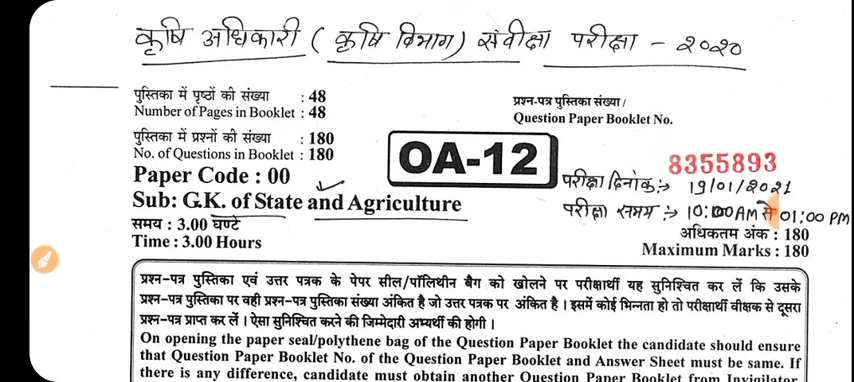 कृषि अधिकारी ( कृषि विभाग ) संवीक्षा परीक्षा - २०२०
पुस्तिका में पृष्ठों की संख्या : 48
Number of Pages in Booklet : 48
पुस्तिका में प्रश्नों की संख्या : 180
No. of Questions in Booklet : 180
Paper Code : 00
Sub: G.K. of State and Agriculture
समय : 3.00 घण्टे
Time : 3.00 Hours
OA-12
प्रश्न-पत्र पुस्तिका संख्या /
Question Paper Booklet No.
8355893
परीक्षा दिनांक :→ 19/01/2021
परीक्षा समय :→ 10:00 AM से 01:00 PM
अधिकतम अंक : 180
Maximum Marks : 180
प्रश्न-पत्र पुस्तिका एवं उत्तर पत्रक के पेपर सील/पॉलिथीन बैग को खोलने पर परीक्षार्थी यह सुनिश्चित कर लें कि उसके
प्रश्न-पत्र पुस्तिका पर वही प्रश्न-पत्र पुस्तिका संख्या अंकित है जो उत्तर पत्रक पर अंकित है । इसमें कोई भिन्नता हो तो परीक्षार्थी वीक्षक से दूसरा
प्रश्न-पत्र प्राप्त कर लें । ऐसा सुनिश्चित करने की जिम्मेदारी अभ्यर्थी की होगी ।
On opening the paper seal/polythene bag of the Question Paper Booklet the candidate should ensure
that Question Paper Booklet No. of the Question Paper Booklet and Answer Sheet must be same. If
there is any difference, candidate must obtain another Question Paper Booklet from Invigilator